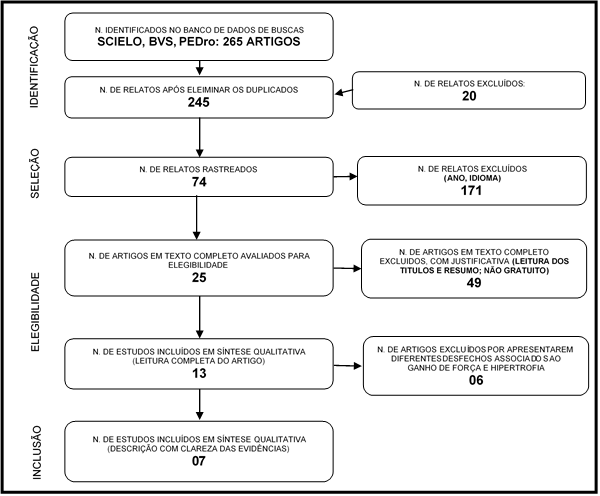 IDENTIFICAÇÃO
N. IDENTIFICADOS NO BANCO DE DADOS DE BUSCAS
SCIELO, BVS, PEDro: 265 ARTIGOS
N. DE RELATOS APÓS ELEIMINAR OS DUPLICADOS
245
N. DE RELATOS EXCLUÍDOS:
20
SELEÇÃO
N. DE RELATOS RASTREADOS
74
N. DE RELATOS EXCLUÍDOS
(ANO, IDIOMA)
171
ELEGIBILIDADE
N. DE ARTIGOS EM TEXTO COMPLETO AVALIADOS PARA
ELEGIBILIDADE
25
N. DE ARTIGOS EM TEXTO COMPLETO
EXCLUIDOS, COM JUSTIFICATIVA (LEITURA DOS
TITULOS E RESUMO; NÃO GRATUITO)
49
N. DE ESTUDOS INCLUÍDOS EM SÍNTESE QUALITATIVA
(LEITURA COMPLETA DO ARTIGO)
13
N. DE ARTIGOS EXCLUÍDOS POR APRESENTAREM
DIFERENTES DESFECHOS ASSOCIADO S AO
GANHO DE FORÇA E HIPERTROFIA
06
INCLUSÃO
N. DE ESTUDOS INCLUÍDOS EM SÍNTESE QUALITATIVA
(DESCRIÇÃO COM CLAREZA DAS EVIDÊNCIAS)
07